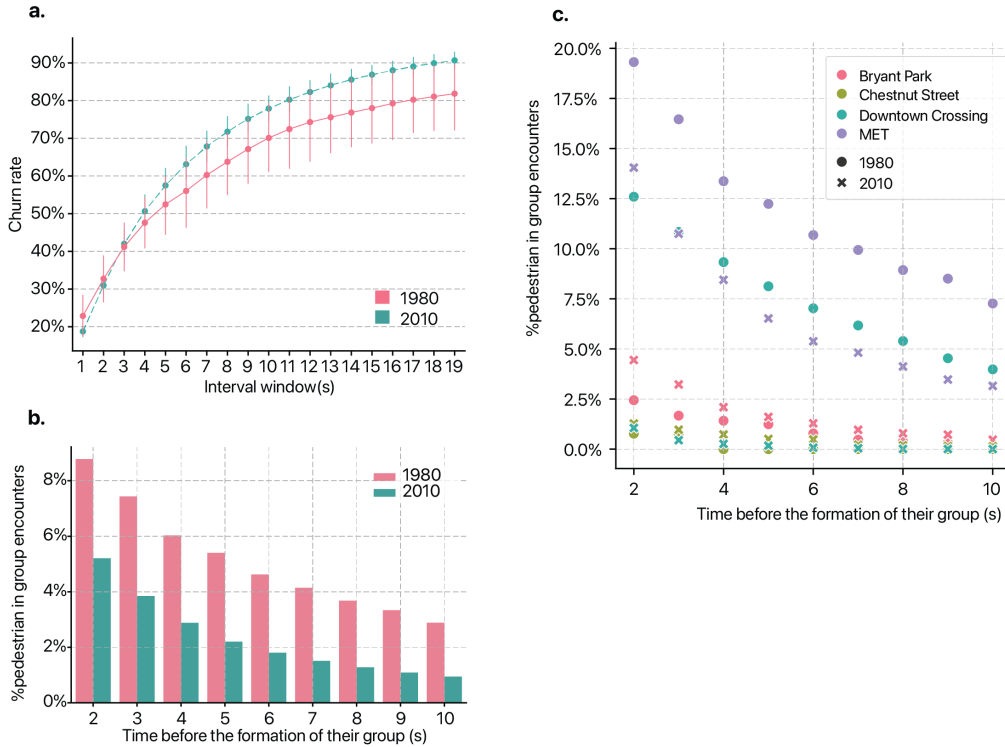 a.
90%
80%
70%
60%
50%
40%
30%
20%
Churn rate
1980
2010
1 2 3 4 5 6 7 8 9 10 11 12 13 14 15 16 17 18 19
Interval window(s)
b.
8%
6%
4%
2%
0%
%pedestrian in group encounters
1980
2010
2 3 4 5 6 7 8 9 10
Time before the formation of their group (s)
c.
20.0%
17.5%
15.0%
12.5%
10.0%
7.5%
5.0%
2.5%
0.0%
%pedestrian in group encounters
Bryant Park
Chestnut Street
Downtown Crossing
MET
1980
2010
2 4 6 8 10
Time before the formation of their group (s)